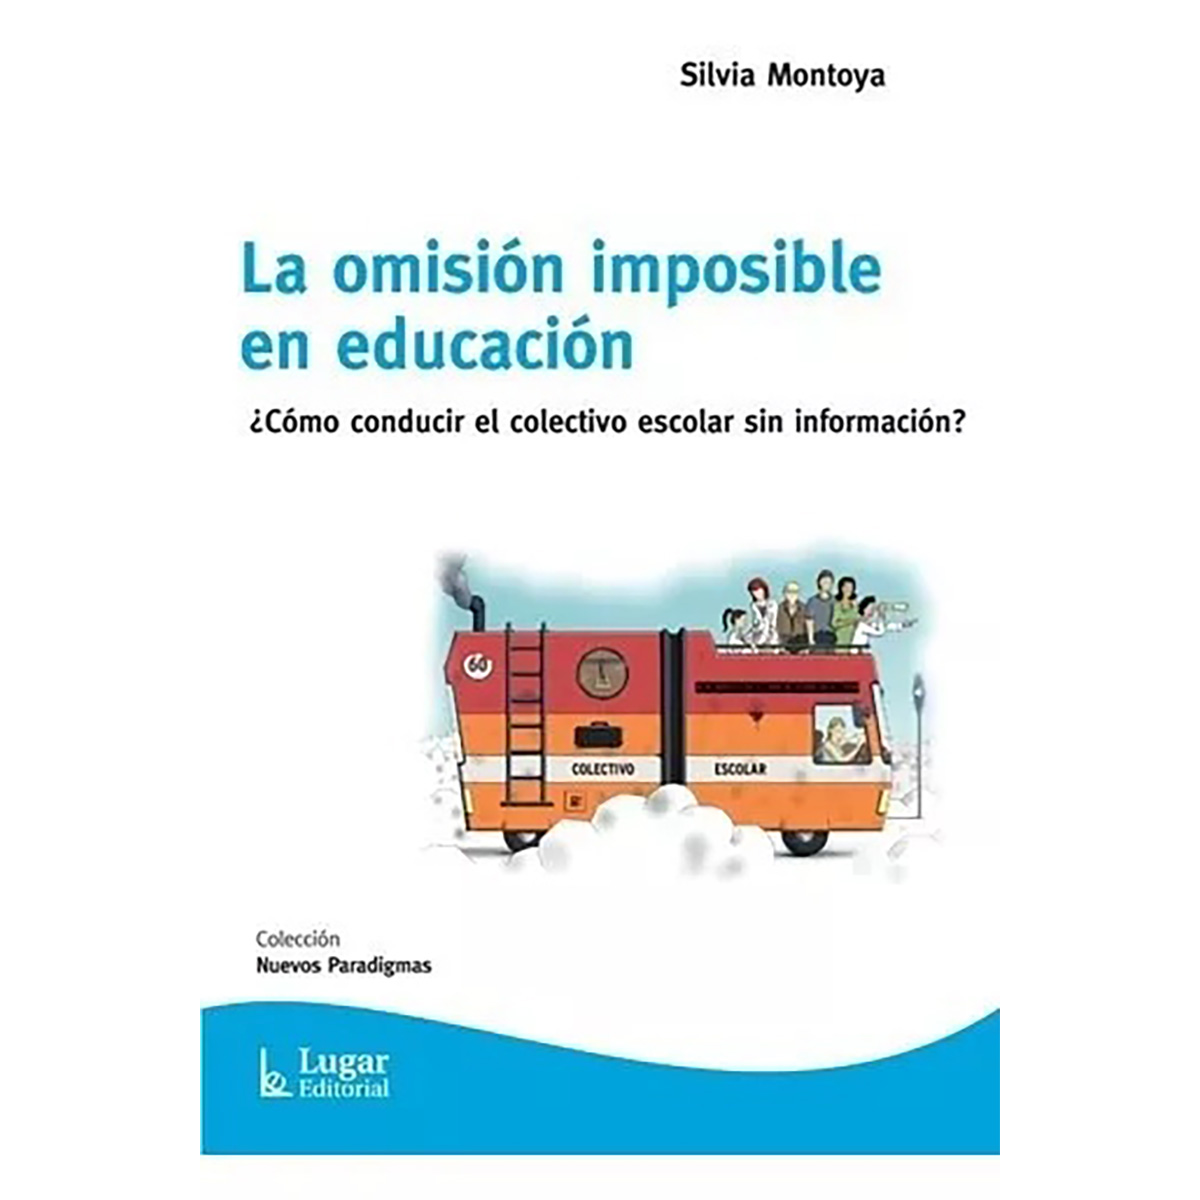 Silvia Montoya
La omisión imposible
en educación
¿Cómo conducir el colectivo escolar sin información?
60
COLECTIVO
ESCOLAR
Colección
Nuevos Paradigmas
Lugar
Editorial